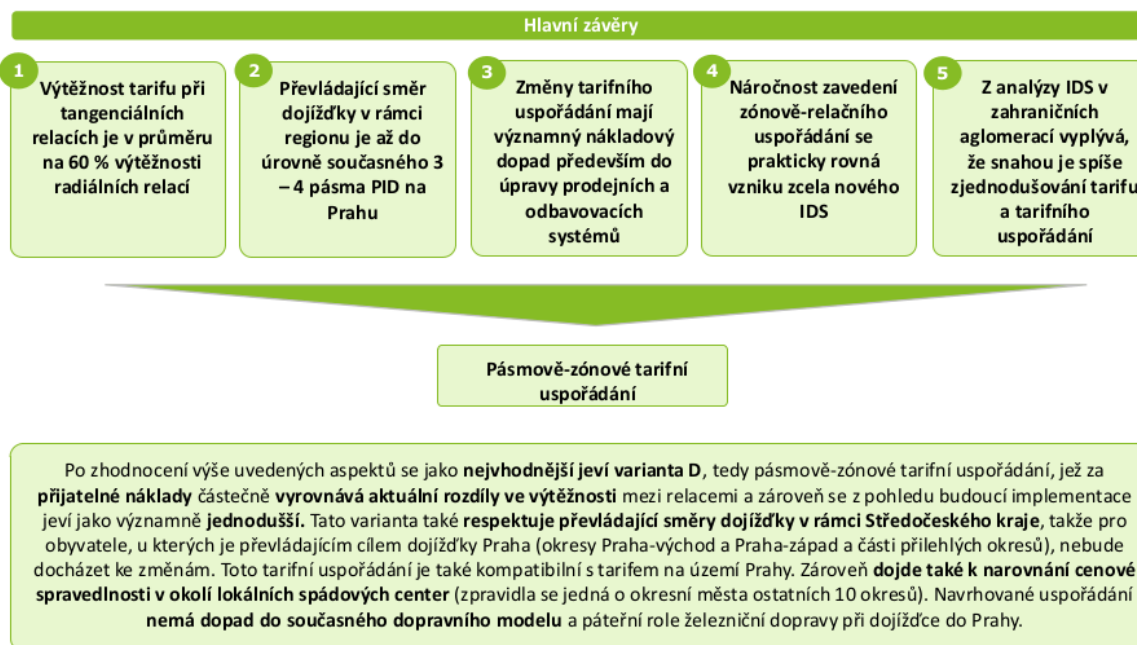 Hlavní závěry
1
Výtěžnost tarifu při
tangenciálních
relacích je v průměru
na 60 % výtěžnosti
radiálních relací
2
Převládající směr
dojížďky v rámci
regionu je až do
úrovně současného 3
– 4 pásma PID na
Prahu
3
Změny tarifního
uspořádání mají
významný nákladový
dopad především do
úpravy prodejních a
odbavovacích
systémů
4
Náročnost zavedení
zónově-relačního
uspořádání se
prakticky rovná
vzniku zcela nového
IDS
5
Z analýzy IDS v
zahraničních
aglomerací vyplývá,
že snahou je spíše
zjednodušování tarifu
a tarifního
uspořádání
Pásmově-zónové tarifní
uspořádání
Po zhodnocení výše uvedených aspektů se jako nejvhodnější jeví varianta D, tedy pásmově-zónové tarifní uspořádání, jež za
přijatelné náklady částečně vyrovnává aktuální rozdíly ve výtěžnosti mezi relacemi a zároveň se z pohledu budoucí implementace
jeví jako významně jednodušší. Tato varianta také respektuje převládající směry dojížďky v rámci Středočeského kraje, takže pro
obyvatele, u kterých je převládajícím cílem dojížďky Praha (okresy Praha-východ a Praha-západ a části přilehlých okresů), nebude
docházet ke změnám. Toto tarifní uspořádání je také kompatibilní s tarifem na území Prahy. Zároveň dojde také k narovnání cenové
spravedlnosti v okolí lokálních spádových center (zpravidla se jedná o okresní města ostatních 10 okresů). Navrhované uspořádání
nemá dopad do současného dopravního modelu a páteřní role železniční dopravy při dojížďce do Prahy.